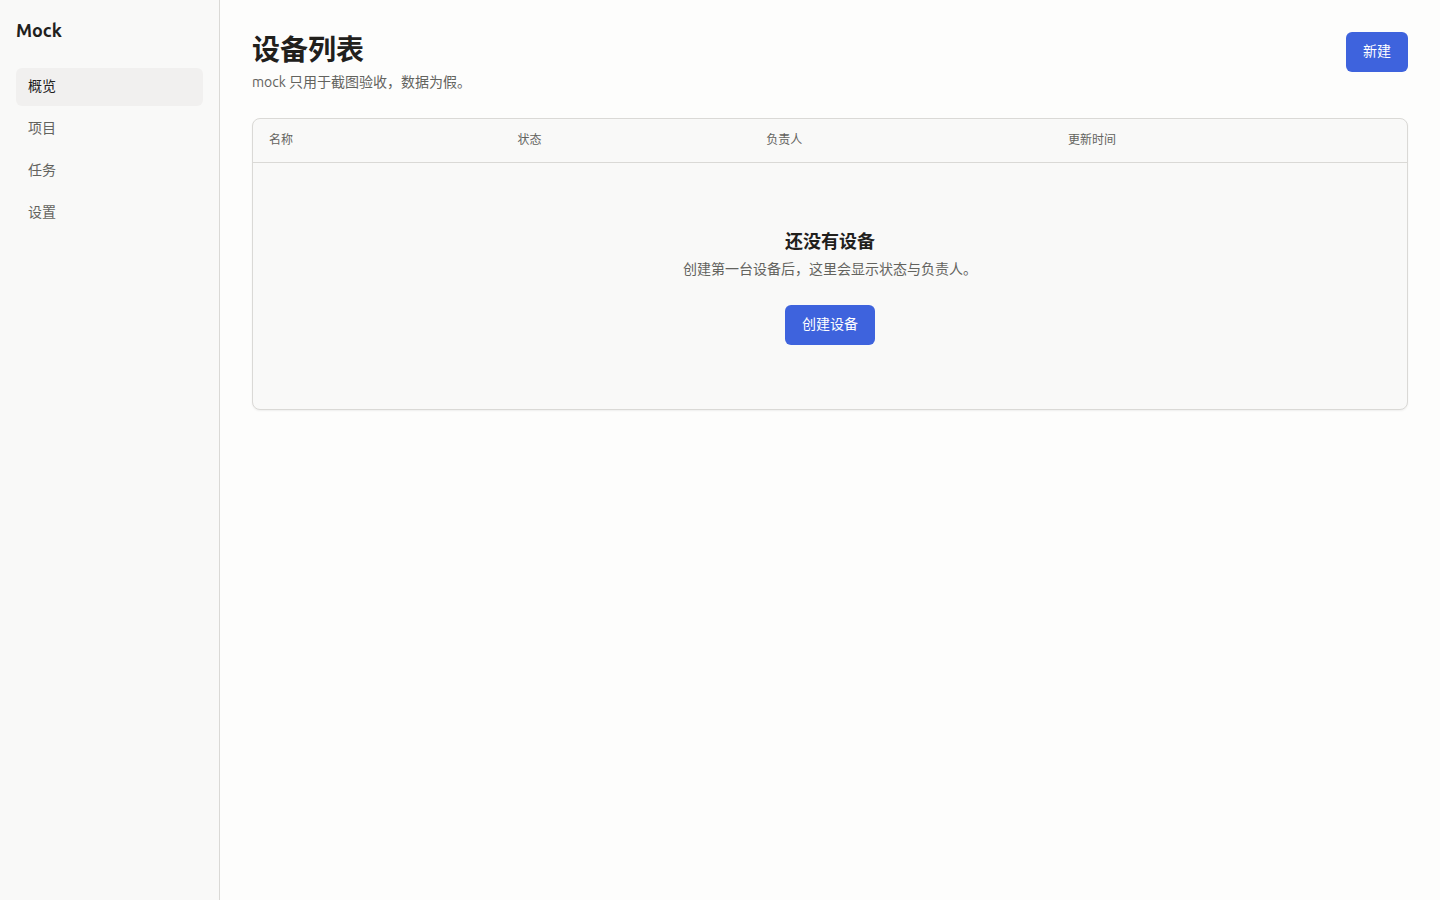 Mock
概览
项目
任务
设置
设备列表
mock 只用于截图验收，数据为假。
新建
名称 状态 负责人 更新时间
还没有设备
创建第一台设备后，这里会显示状态与负责人。
创建设备